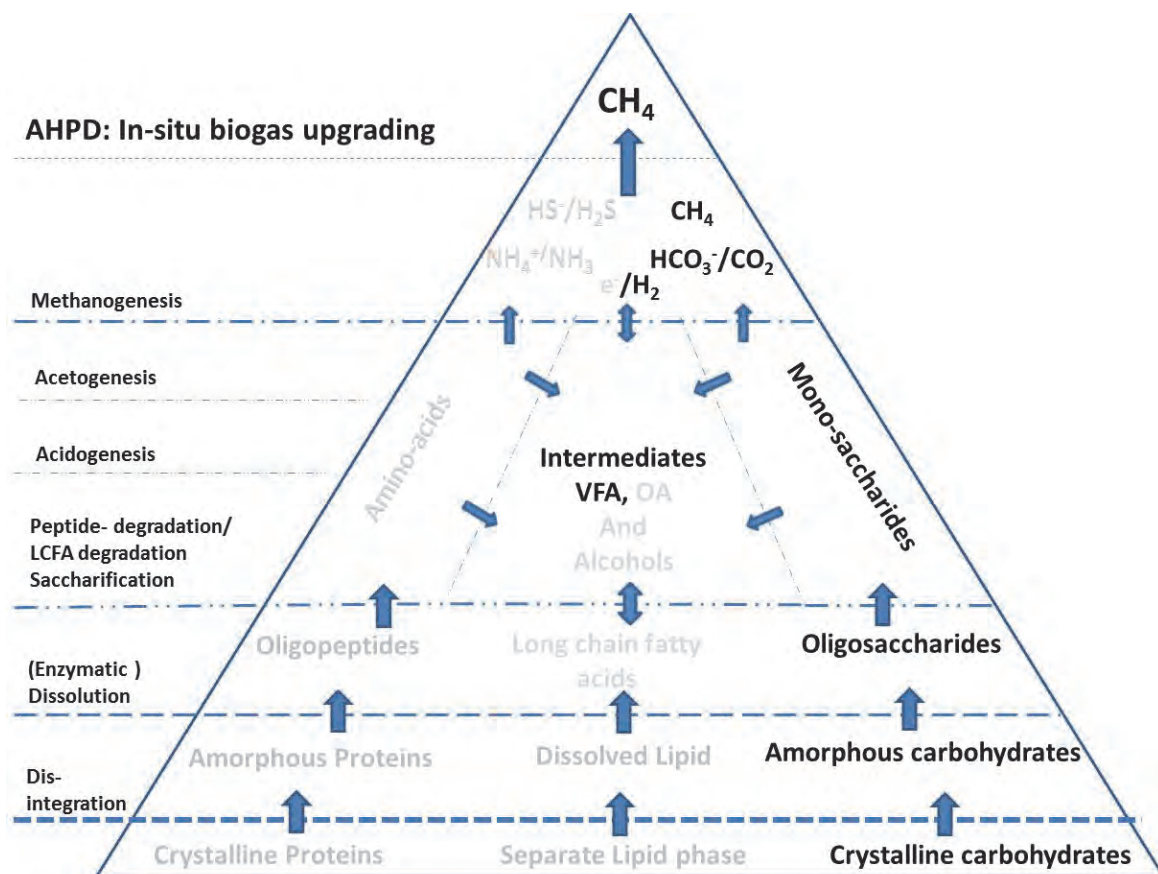 CH₄
AHPD: In-situ biogas upgrading
HS⁻/H₂S
CH₄
NH₄⁺/NH₃
HCO₃⁻/CO₂
e⁻/H₂
Methanogenesis
Acetogenesis
Acidogenesis
Amino-acids
Mono-saccharides
Intermediates
VFA, OA
And
Alcohols
Peptide- degradation/
LCFA degradation
Saccharification
Oligopeptides
Long chain fatty
acids
Oligosaccharides
(Enzymatic )
Dissolution
Amorphous Proteins
Dissolved Lipid
Amorphous carbohydrates
Dis-
integration
Crystalline Proteins
Separate Lipid phase
Crystalline carbohydrates